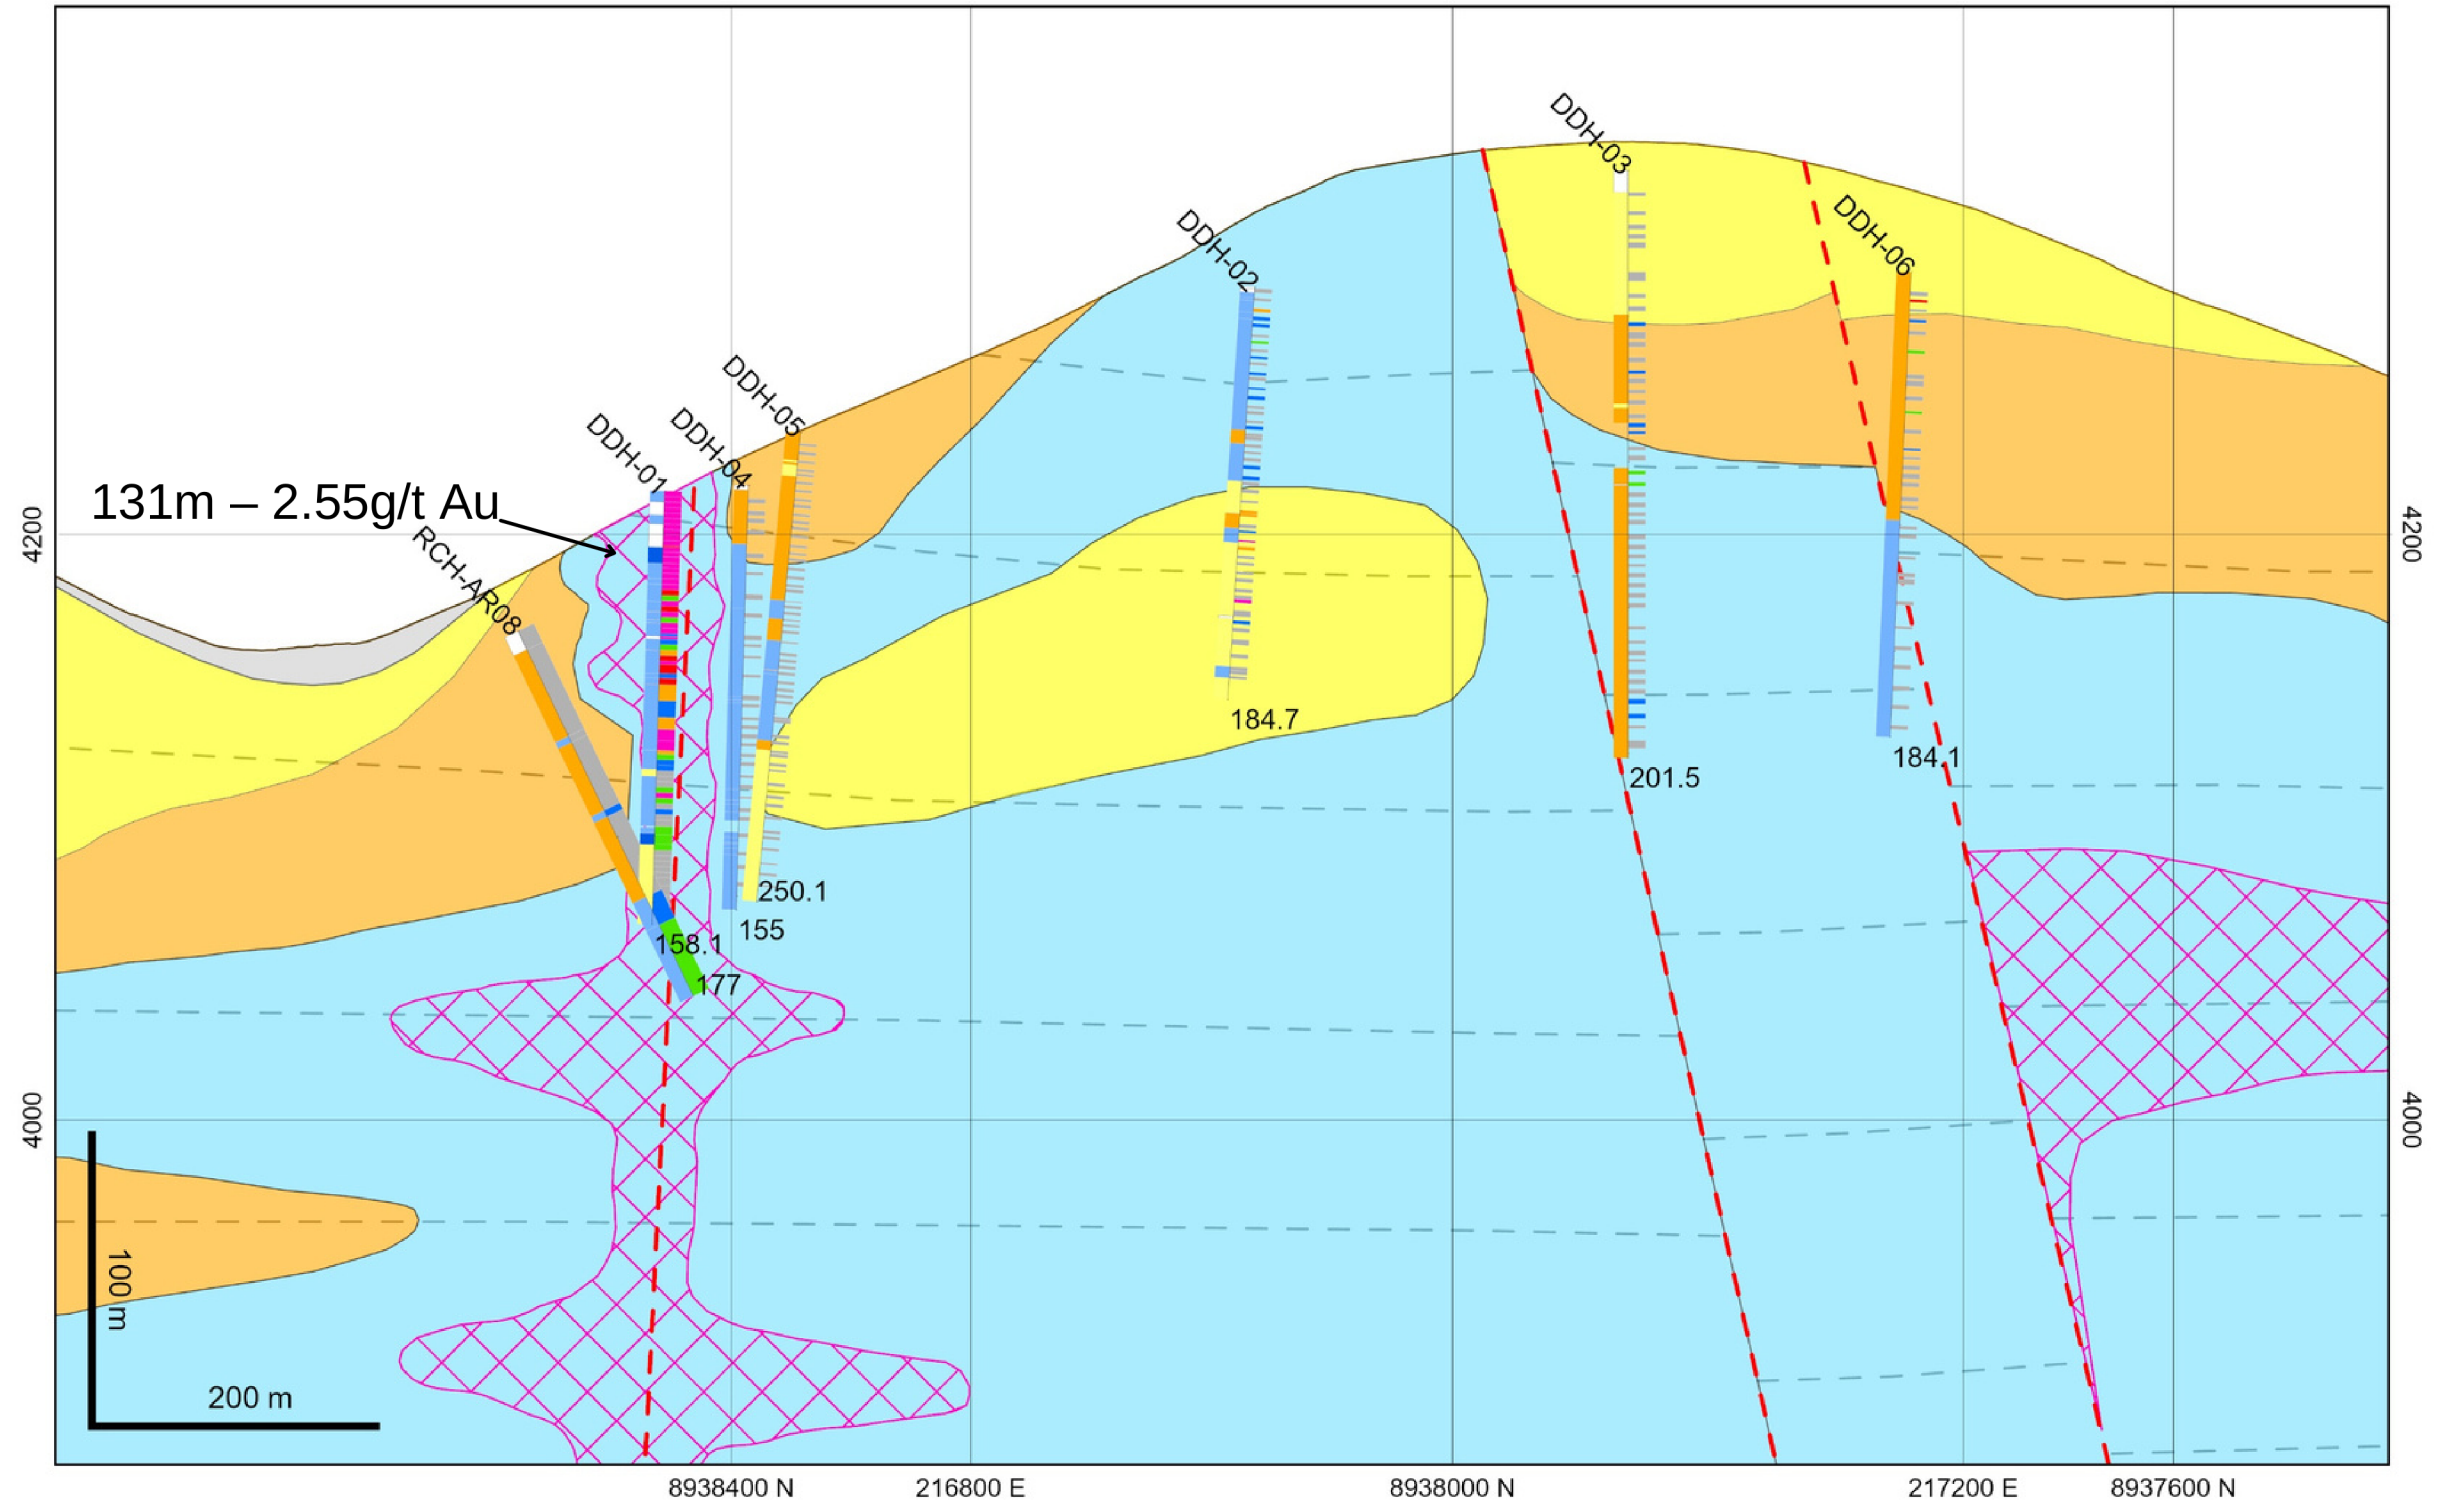 DDH-03
DDH-06
DDH-02
DDH-05
DDH-04
DDH-01
131m – 2.55g/t Au
RCH-AR08
4200
4200
184.7
184.1
201.5
250.1
155
158.1
177
4000
4000
100 m
200 m
8938400 N
216800 E
8938000 N
217200 E
8937600 N